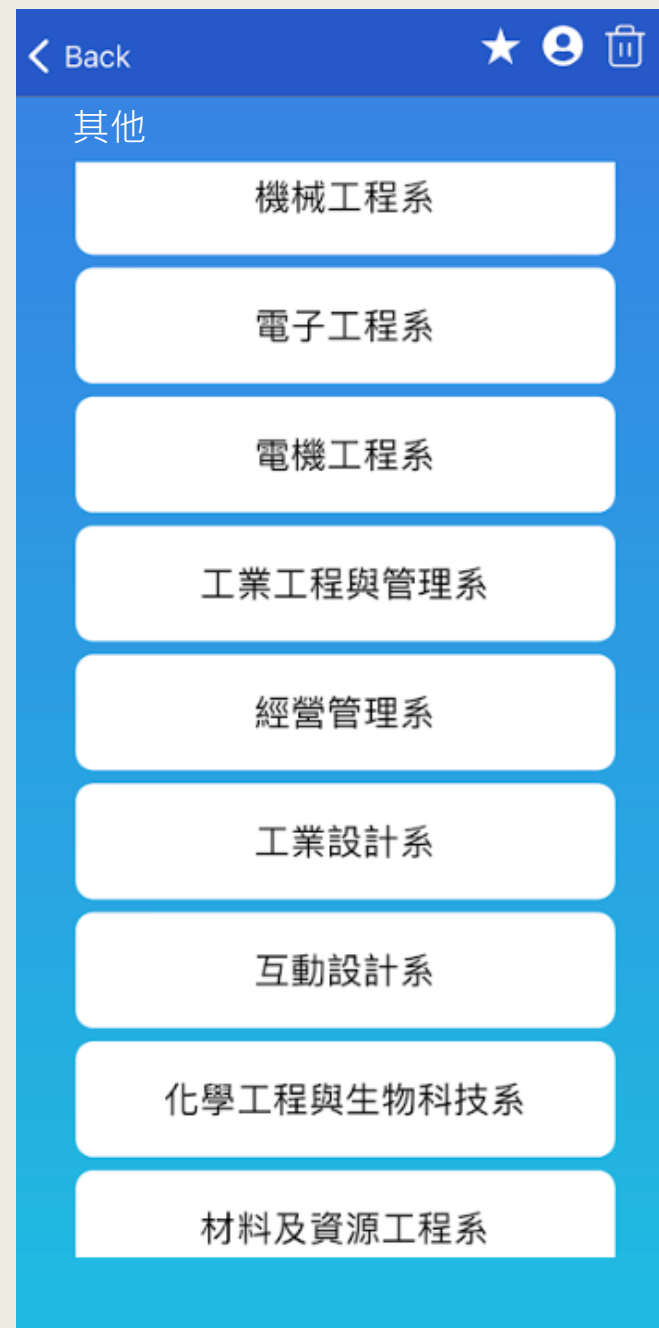 Back
其他
機械工程系
電子工程系
電機工程系
工業工程與管理系
經營管理系
工業設計系
互動設計系
化學工程與生物科技系
材料及資源工程系